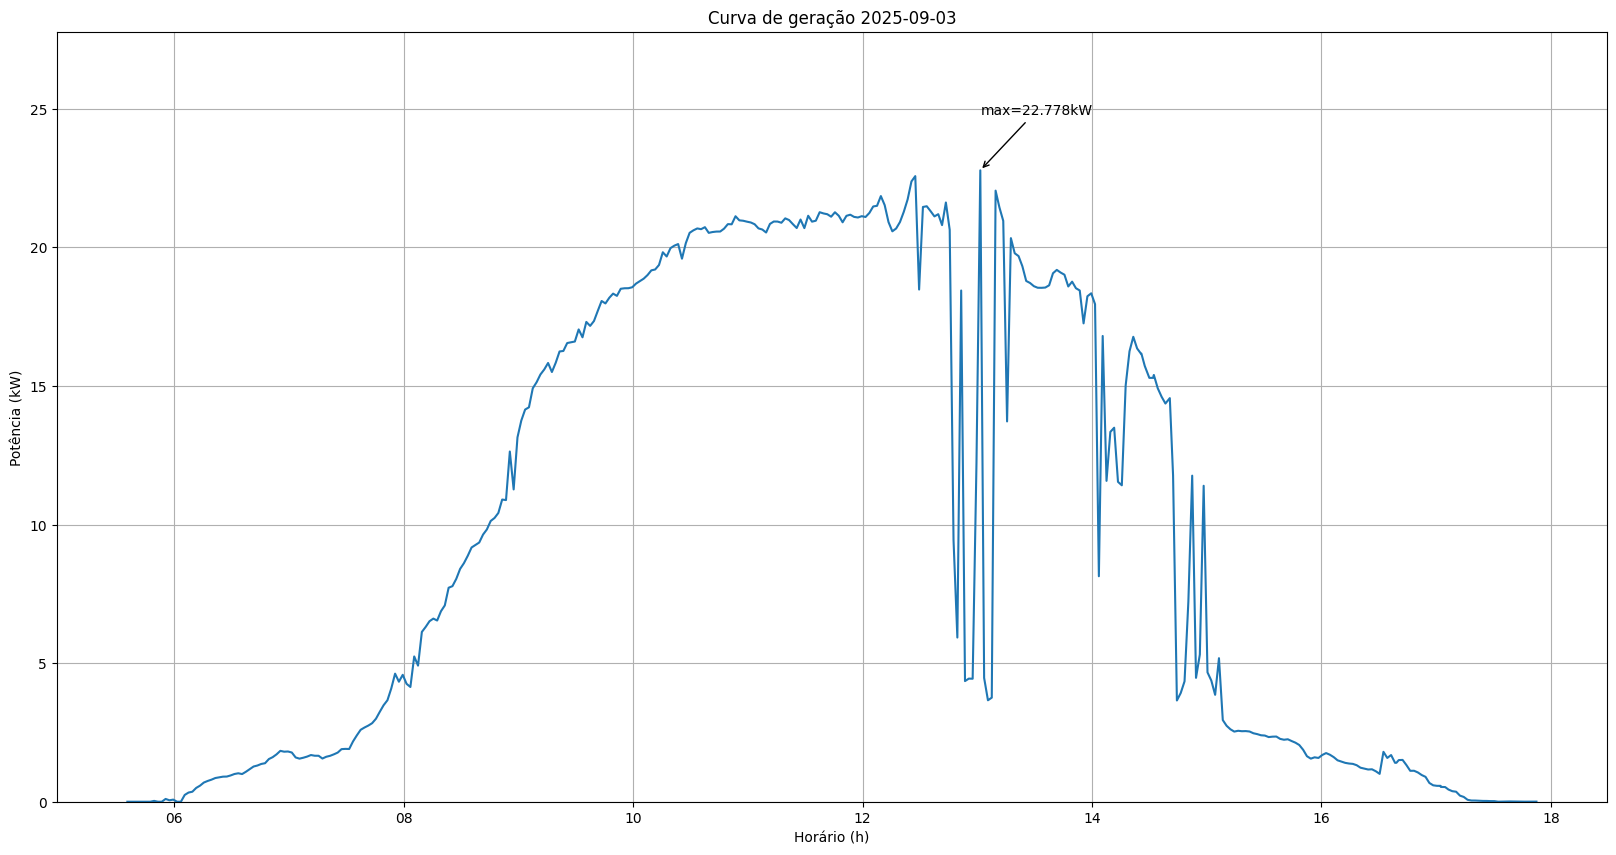 Curva de geração 2025-09-03
25
max=22.778kW
20
15
Potência (kW)
10
5
0
06 08 10 12 14 16 18
Horário (h)